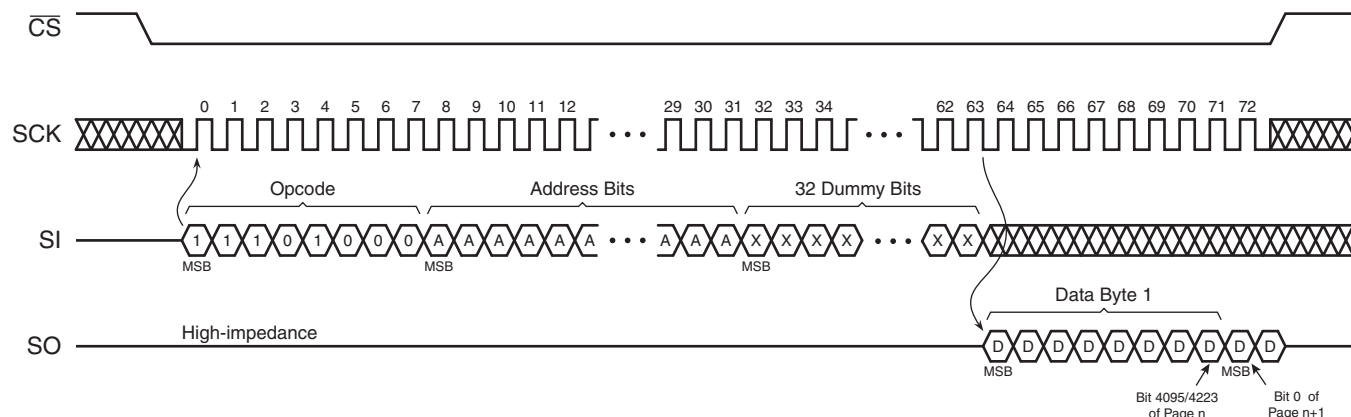 CS
SCK
0 1 2 3 4 5 6 7 8 9 10 11 12 29 30 31 32 33 34 62 63 64 65 66 67 68 69 70 71 72
Opcode Address Bits 32 Dummy Bits
SI
1 1 1 0 1 0 0 0 A A A A A A A A A X X X X X X
MSB MSB MSB
Data Byte 1
SO
High-impedance
D D D D D D D D D D
MSB MSB
Bit 4095/4223
of Page n
Bit 0 of
Page n+1